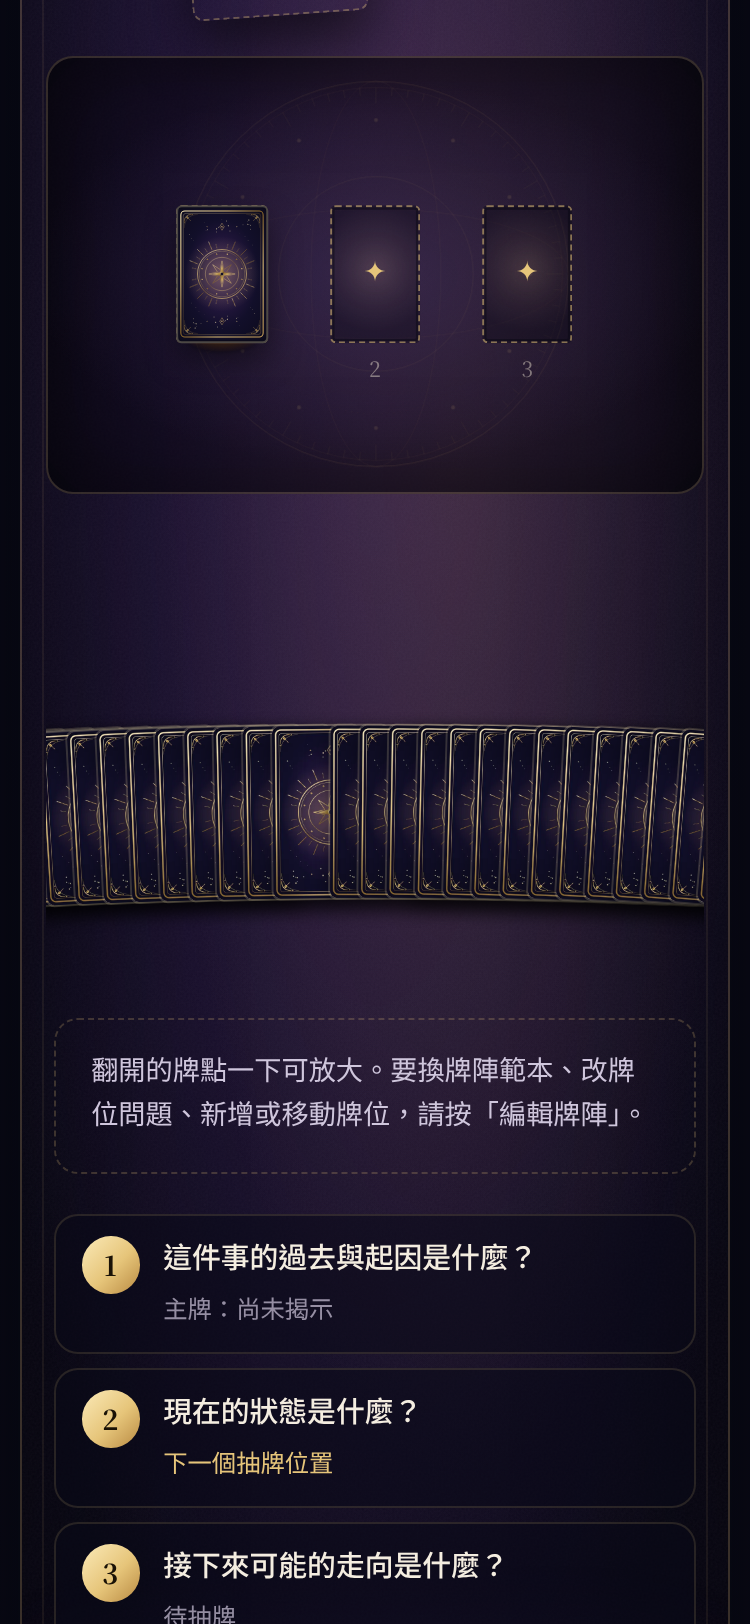 2
3
翻開的牌點一下可放大。要換牌陣範本、改牌
位問題、新增或移動牌位，請按「編輯牌陣」。
1
這件事的過去與起因是什麼？
主牌：尚未揭示
2
現在的狀態是什麼？
下一個抽牌位置
3
接下來可能的走向是什麼？
待抽牌